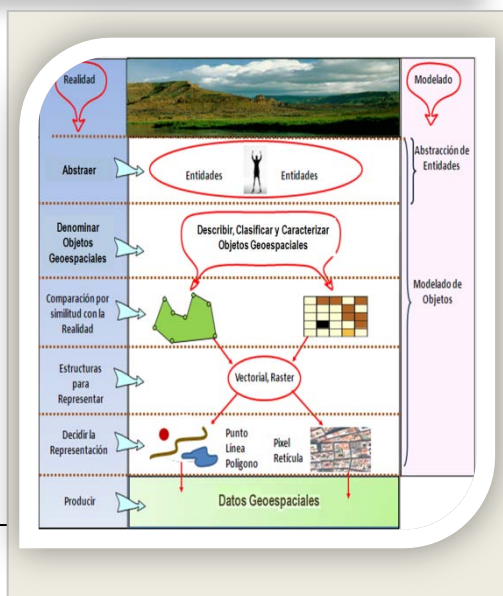 Realidad
Modelado
Abstraer
Entidades
Entidades
Abstracción de
Entidades
Denominar
Objetos
Geoespaciales
Describir, Clasificar y Caracterizar
Objetos Geoespaciales
Comparación por
similitud con la
Realidad
Modelado de
Objetos
Estructuras
para
Representar
Vectorial, Raster
Decidir la
Representación
Punto
Línea
Poligono
Pixel
Retícula
Producir
Datos Geoespaciales